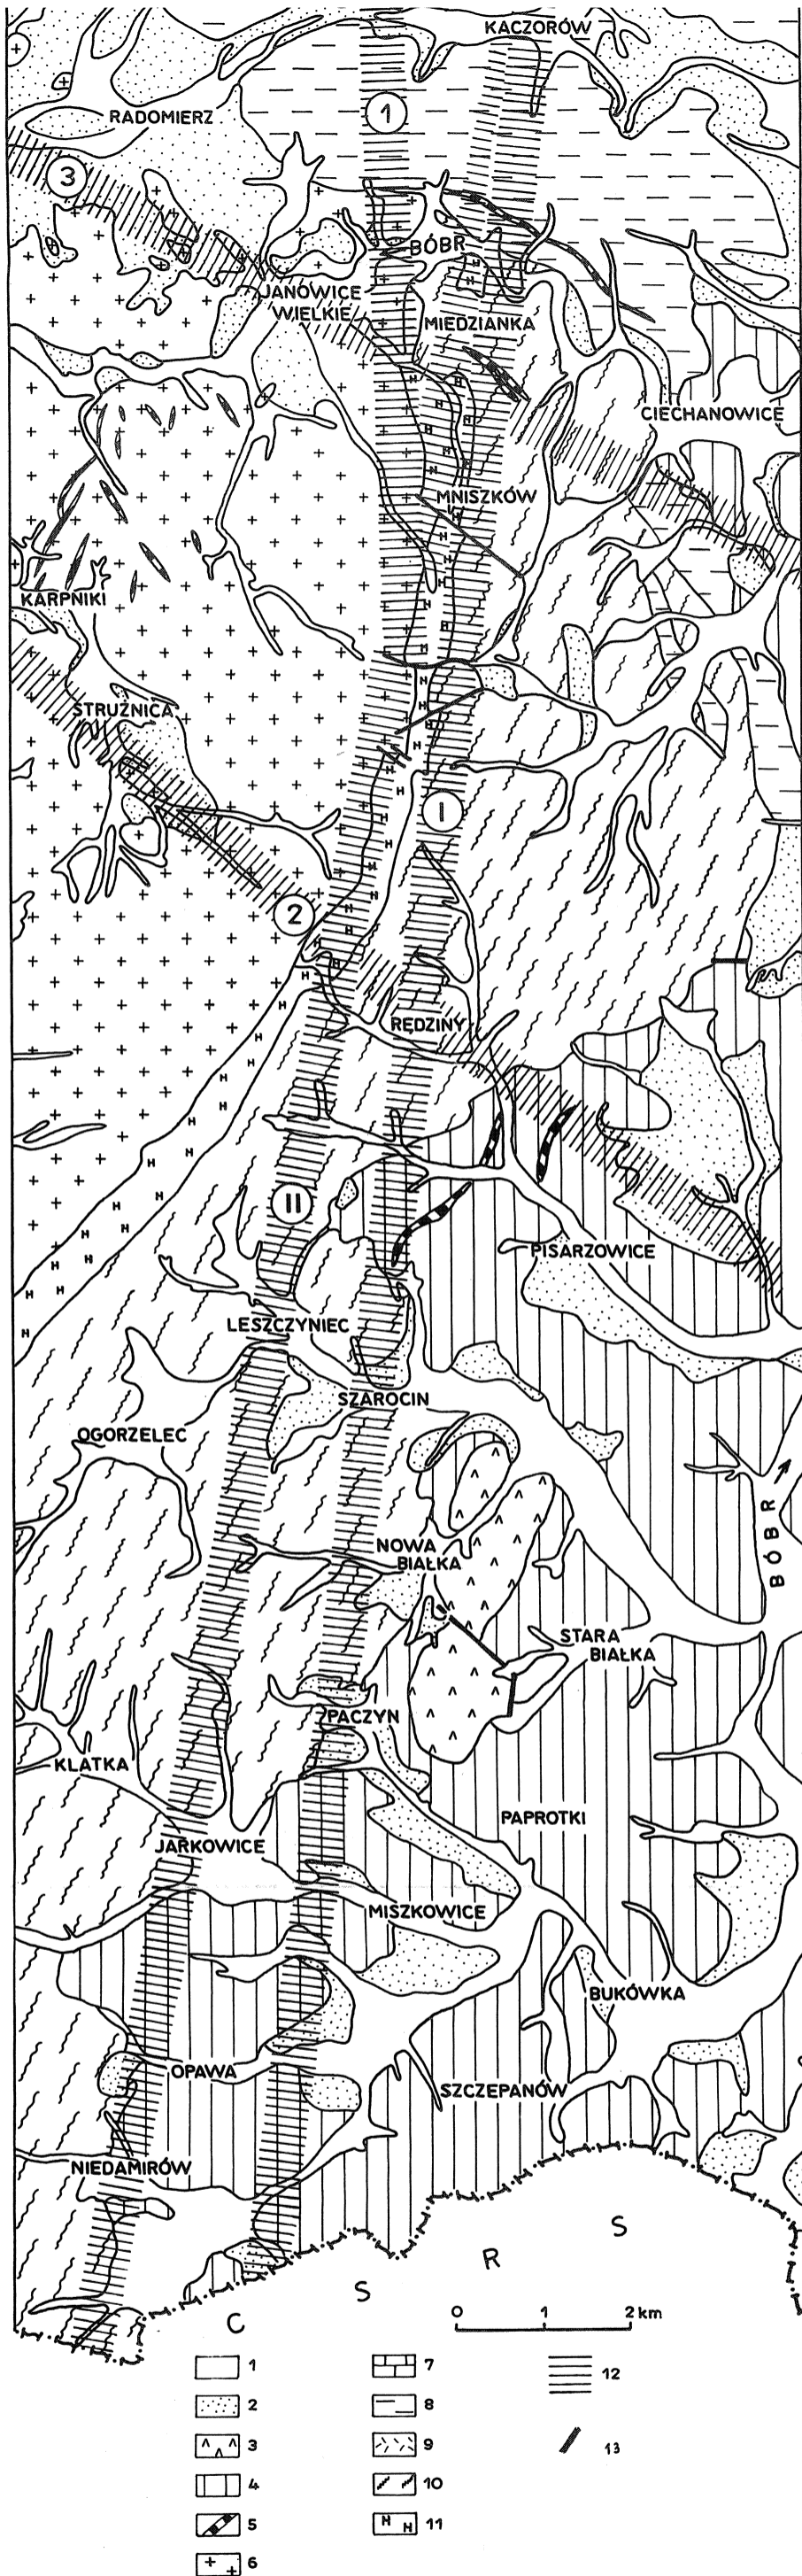 KACZORÓW
1
RADOMIERZ
3
BÓBR
JANOWICE
WIELKIE
MIEDZIANKA
CIECHANOWICE
MNISZKÓW
KARPNIKI
STRUŻNICA
I
2
RĘDZINY
II
PISARZOWICE
LESZCZYNIEC
SZAROCIN
OGORZELEC
BÓBR
NOWA
BIAŁKA
STARA
BIAŁKA
PACZYN
KLATKA
PAPROTKI
JARKOWICE
MISZKOWICE
BUKÓWKA
OPAWA
SZCZEPANÓW
NIEDAMIRÓW
C S R S
0 1 2 km
1
2
3
4
5
6
7
8
9
10
11
12
13